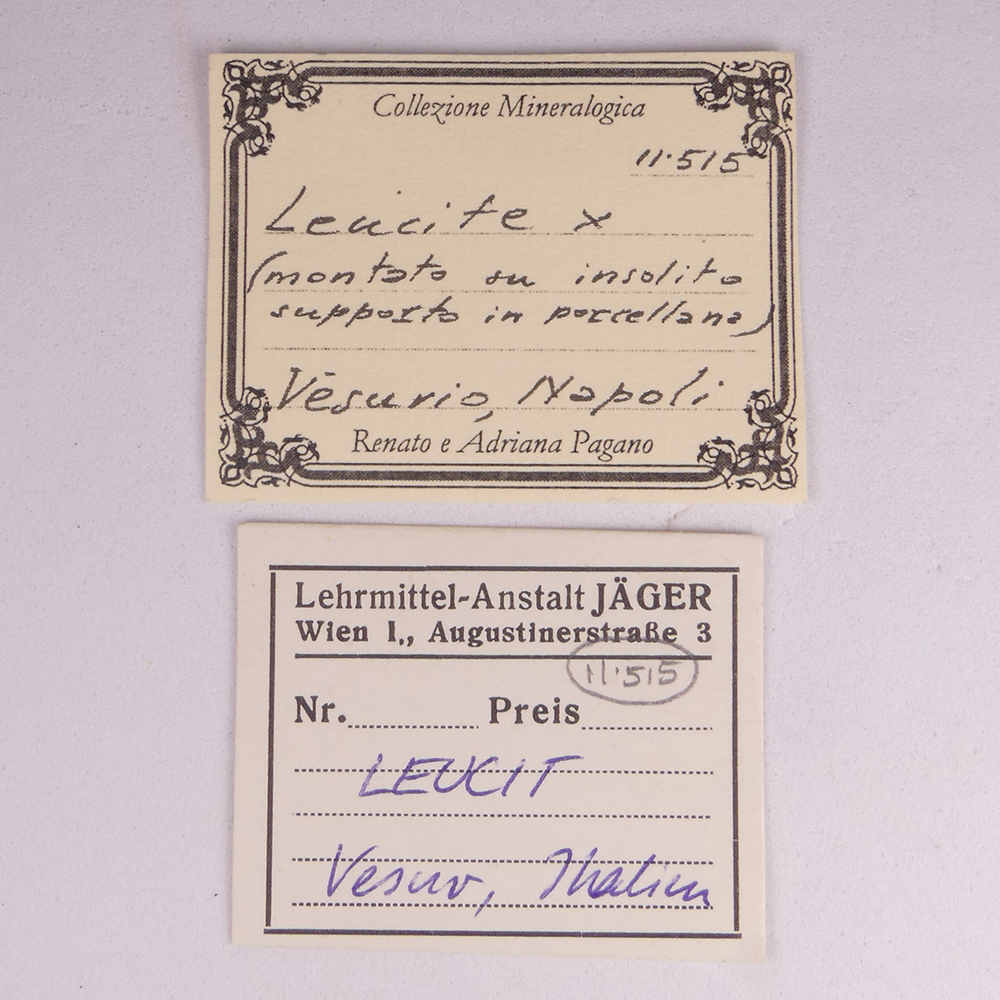 Collezione Mineralogica
11.515
Leucite x
(montato su insolito
supporto in porcellana)
Vesuvio, Napoli
Renato e Adriana Pagano
Lehrmittel-Anstalt JÄGER
Wien I., Augustinerstraße 3
11.515
Nr. Preis
LEUCIT
Vesuv, Italien